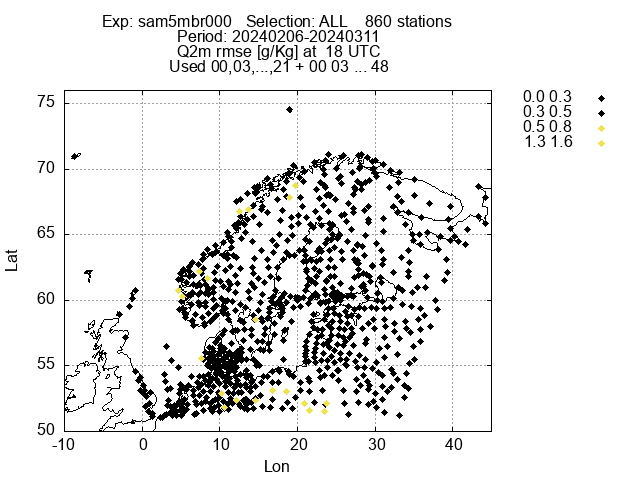 Exp: sam5mbr000 Selection: ALL 860 stations
Period: 20240206-20240311
Q2m rmse [g/Kg] at 18 UTC
Used 00,03,...,21 + 00 03 ... 48
0.0 0.3
0.3 0.5
0.5 0.8
1.3 1.6
75
70
65
60
55
50
Lat
-10 0 10 20 30 40
Lon